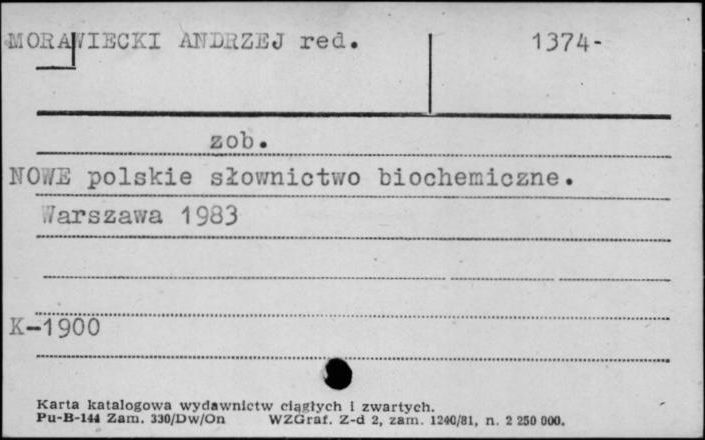 MORAWIECKI ANDRZEJ red. 1374-
zob.
NOWE polskie słownictwo biochemiczne.
Warszawa 1983
K-1900
Karta katalogowa wydawnictw ciągłych i zwartych.
Pu-B-144 Zam. 330/Dw/On WZGraf. Z-d 2, zam. 1240/81, n. 2 250 000.